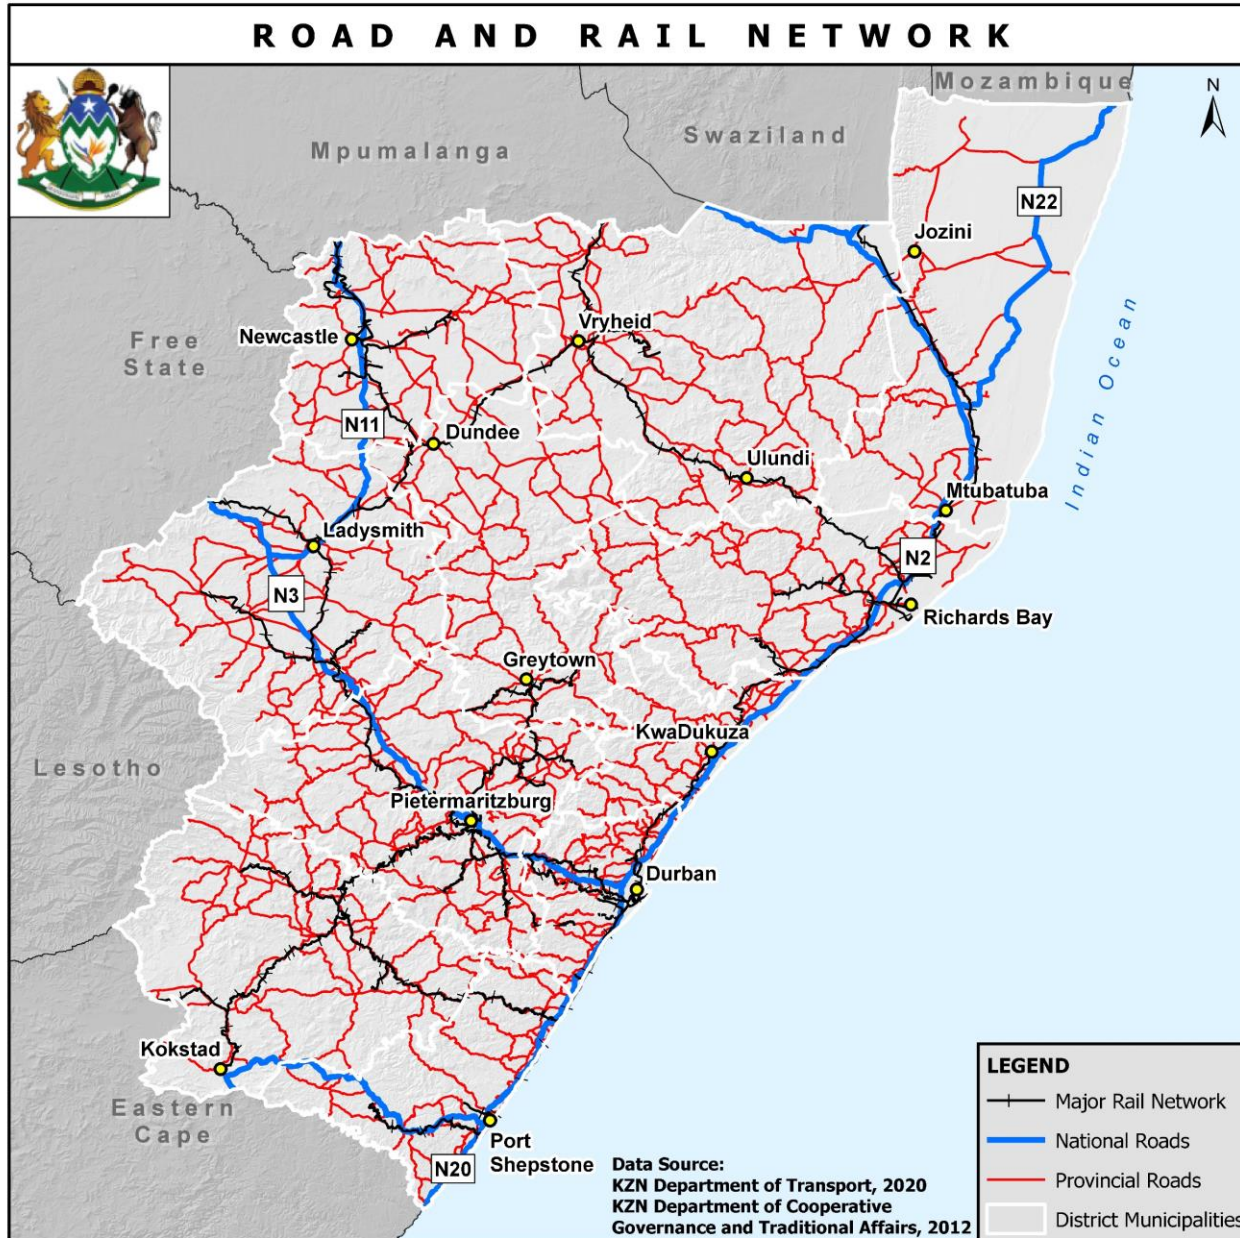 ROAD AND RAIL NETWORK
Mozambique
N
Swaziland
Mpumalanga
N22
Jozini
Free
State
Newcastle
Vryheid
Indian Ocean
N11
Dundee
Ulundi
Mtubatuba
Ladysmith
N2
N3
Richards Bay
Greytown
KwaDukuza
Lesotho
Pietermaritzburg
Durban
Kokstad
Eastern
Cape
Port
Shepstone
N20
Data Source:
KZN Department of Transport, 2020
KZN Department of Cooperative
Governance and Traditional Affairs, 2012
LEGEND
Major Rail Network
National Roads
Provincial Roads
District Municipalities